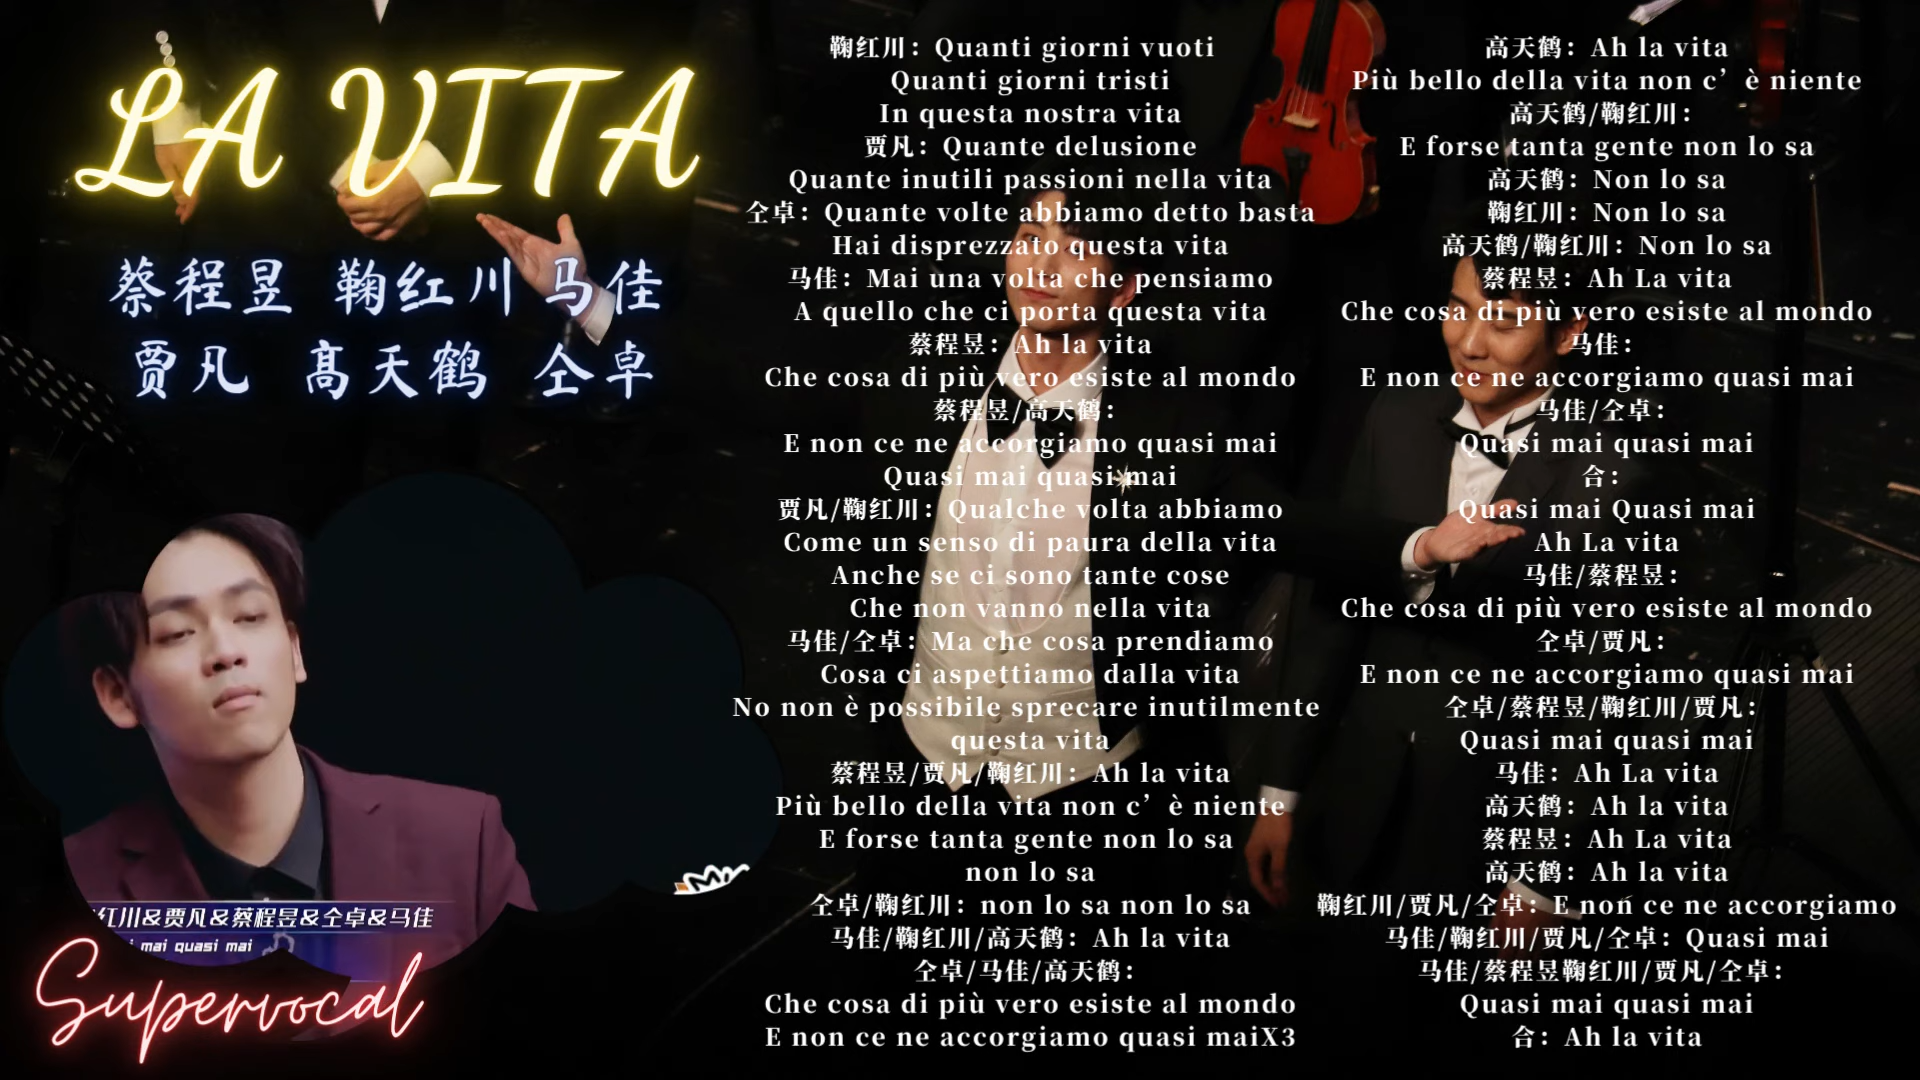 LA VITA
蔡程昱 鞠红川 马佳
贾凡 高天鹤 仝卓
红川&贾凡&蔡程昱&仝卓&马佳
i mai quasi mai
Supervocal
鞠红川：Quanti giorni vuoti
Quanti giorni tristi
In questa nostra vita
贾凡：Quante delusione
Quante inutili passioni nella vita
仝卓：Quante volte abbiamo detto basta
Hai disprezzato questa vita
马佳：Mai una volta che pensiamo
A quello che ci porta questa vita
蔡程昱：Ah la vita
Che cosa di più vero esiste al mondo
蔡程昱/高天鹤：
E non ce ne accorgiamo quasi mai
Quasi mai quasi mai
贾凡/鞠红川：Qualche volta abbiamo
Come un senso di paura della vita
Anche se ci sono tante cose
Che non vanno nella vita
马佳/仝卓：Ma che cosa prendiamo
Cosa ci aspettiamo dalla vita
No non è possibile sprecare inutilmente
questa vita
蔡程昱/贾凡/鞠红川：Ah la vita
Più bello della vita non c’è niente
E forse tanta gente non lo sa
non lo sa
仝卓/鞠红川：non lo sa non lo sa
马佳/鞠红川/高天鹤：Ah la vita
仝卓/马佳/高天鹤：
Che cosa di più vero esiste al mondo
E non ce ne accorgiamo quasi maiX3
高天鹤：Ah la vita
Più bello della vita non c’è niente
高天鹤/鞠红川：
E forse tanta gente non lo sa
高天鹤：Non lo sa
鞠红川：Non lo sa
高天鹤/鞠红川：Non lo sa
蔡程昱：Ah La vita
Che cosa di più vero esiste al mondo
马佳：
E non ce ne accorgiamo quasi mai
马佳/仝卓：
Quasi mai quasi mai
合：
Quasi mai Quasi mai
Ah La vita
马佳/蔡程昱：
Che cosa di più vero esiste al mondo
仝卓/贾凡：
E non ce ne accorgiamo quasi mai
仝卓/蔡程昱/鞠红川/贾凡：
Quasi mai quasi mai
马佳：Ah La vita
高天鹤：Ah la vita
蔡程昱：Ah La vita
高天鹤：Ah la vita
鞠红川/贾凡/仝卓：E non ce ne accorgiamo
马佳/鞠红川/贾凡/仝卓：Quasi mai
马佳/蔡程昱鞠红川/贾凡/仝卓：
Quasi mai quasi mai
合：Ah la vita